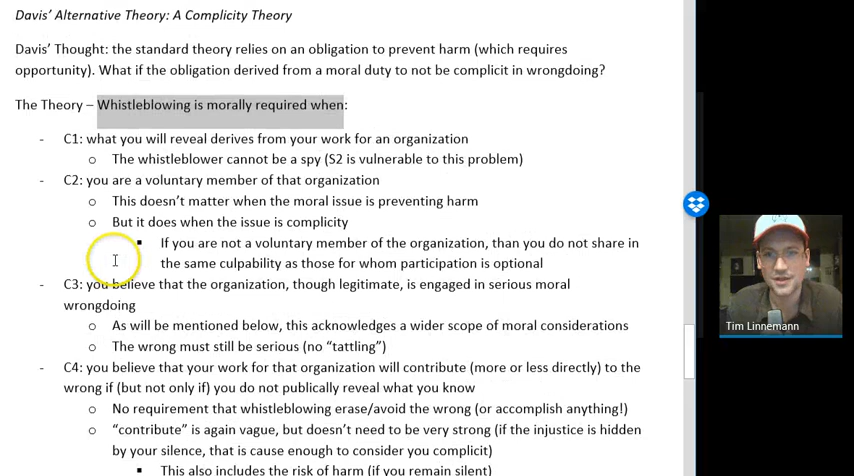 Davis' Alternative Theory: A Complicity Theory
Davis' Thought: the standard theory relies on an obligation to prevent harm (which requires
opportunity). What if the obligation derived from a moral duty to not be complicit in wrongdoing?
The Theory – Whistleblowing is morally required when:
- C1: what you will reveal derives from your work for an organization
o The whistleblower cannot be a spy (S2 is vulnerable to this problem)
- C2: you are a voluntary member of that organization
o This doesn't matter when the moral issue is preventing harm
o But it does when the issue is complicity
▪ If you are not a voluntary member of the organization, than you do not share in
the same culpability as those for whom participation is optional
- C3: you believe that the organization, though legitimate, is engaged in serious moral
wrongdoing
o As will be mentioned below, this acknowledges a wider scope of moral considerations
o The wrong must still be serious (no "tattling")
- C4: you believe that your work for that organization will contribute (more or less directly) to the
wrong if (but not only if) you do not publically reveal what you know
o No requirement that whistleblowing erase/avoid the wrong (or accomplish anything!)
o "contribute" is again vague, but doesn't need to be very strong (if the injustice is hidden
by your silence, that is cause enough to consider you complicit)
▪ This also includes the risk of harm (if you remain silent)
Tim Linnemann